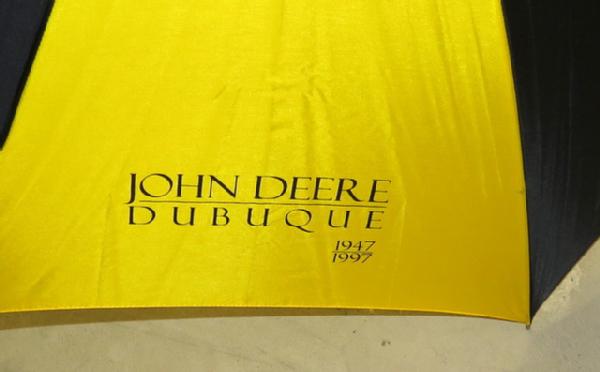 JOHN DEERE
DUBUQUE
1947
1997